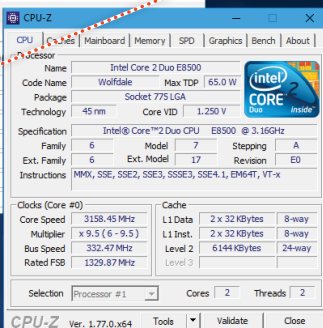 CPU-Z
CPU Caches Mainboard Memory SPD Graphics Bench About
Processor
Name Intel Core 2 Duo E8500
Code Name Wolfdale Max TDP 65.0 W
Package Socket 775 LGA
Technology 45 nm Core VID 1.250 V
intel
CORE
Duo inside
Specification Intel® Core™2 Duo CPU E8500 @ 3.16GHz
Family 6 Model 7 Stepping A
Ext. Family 6 Ext. Model 17 Revision E0
Instructions MMX, SSE, SSE2, SSE3, SSSE3, SSE4.1, EM64T, VT-x
Clocks (Core #0) Cache
Core Speed 3158.45 MHz L1 Data 2 x 32 KBytes 8-way
Multiplier x 9.5 ( 6 - 9.5 ) L1 Inst. 2 x 32 KBytes 8-way
Bus Speed 332.47 MHz Level 2 6144 KBytes 24-way
Rated FSB 1329.87 MHz Level 3
Selection Processor #1 Cores 2 Threads 2
CPU-Z Ver. 1.77.0.x64 Tools Validate Close